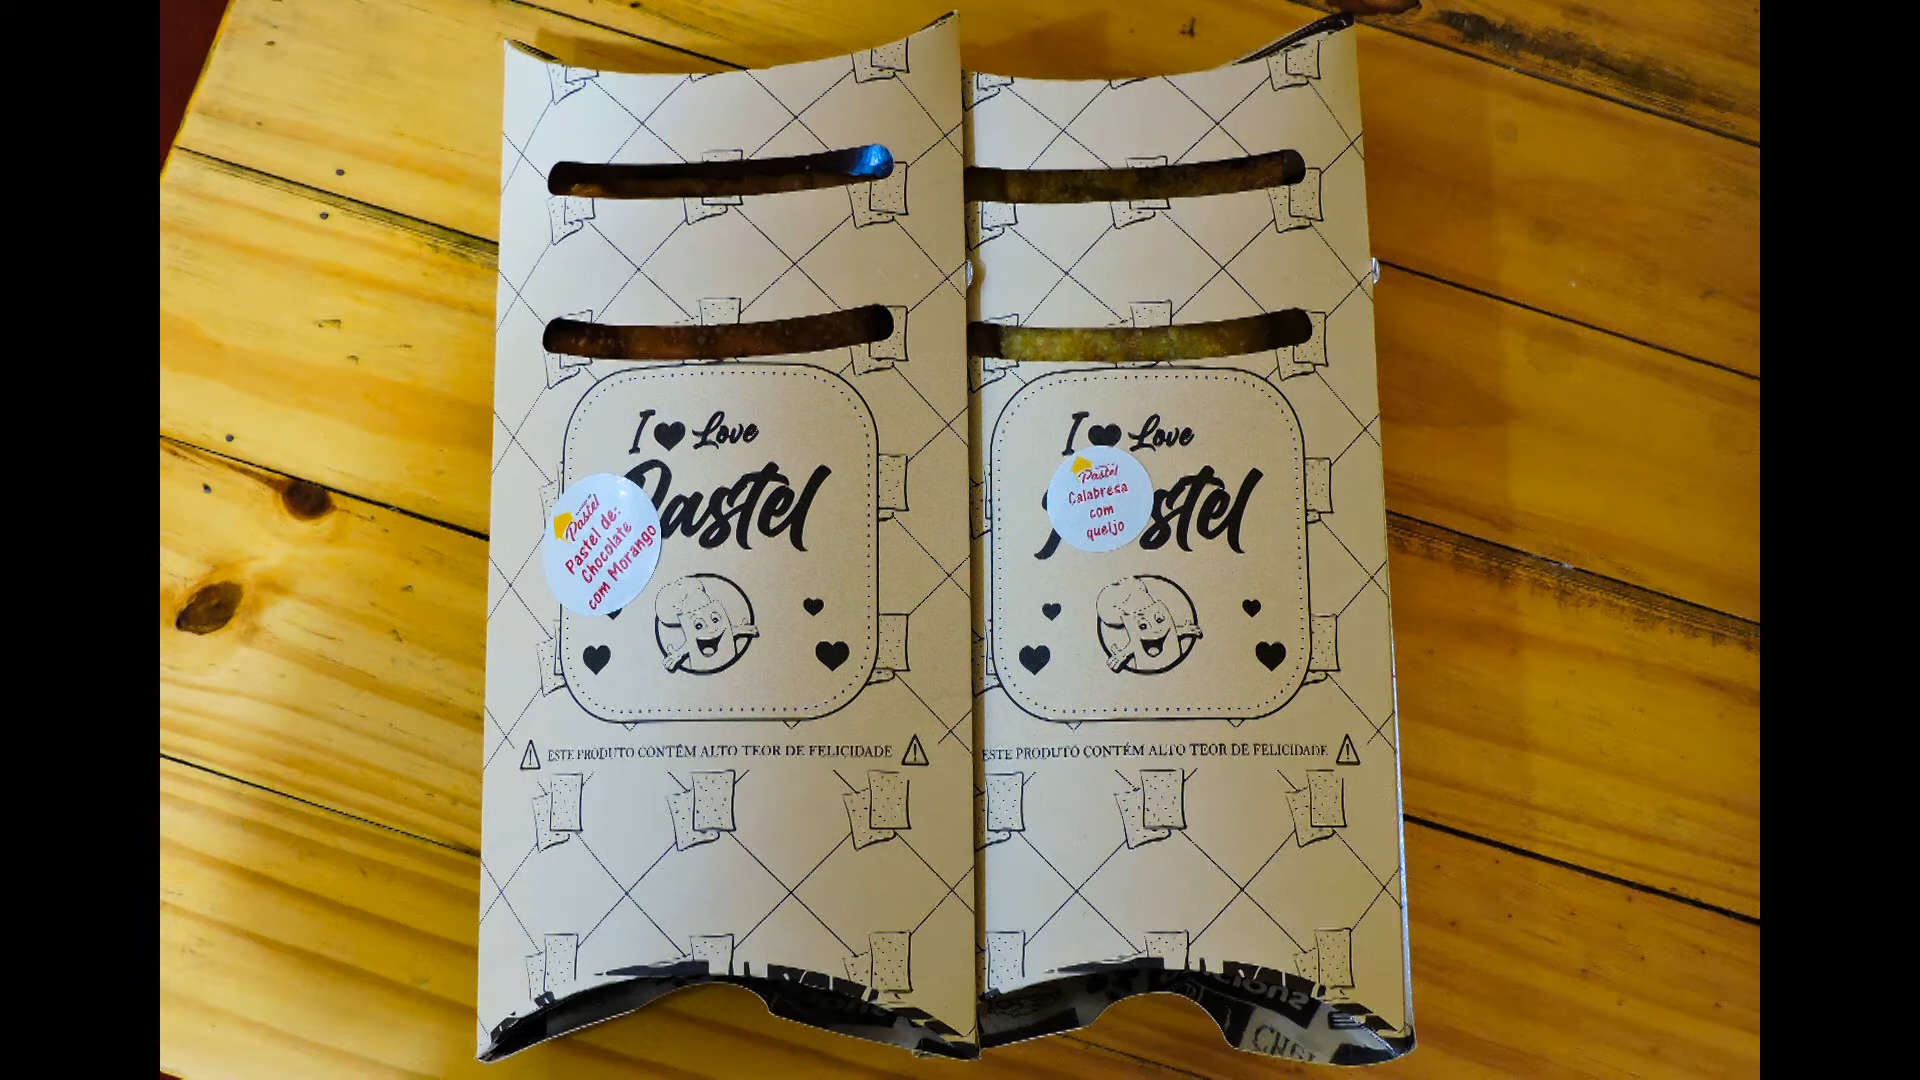 I Love
Pastel
Pastel
Pastel de:
Chocolate
com Morango
ESTE PRODUTO CONTÉM ALTO TEOR DE FELICIDADE
I Love
Pastel
Calabresa
com
queijo
ESTE PRODUTO CONTÉM ALTO TEOR DE FELICIDADE